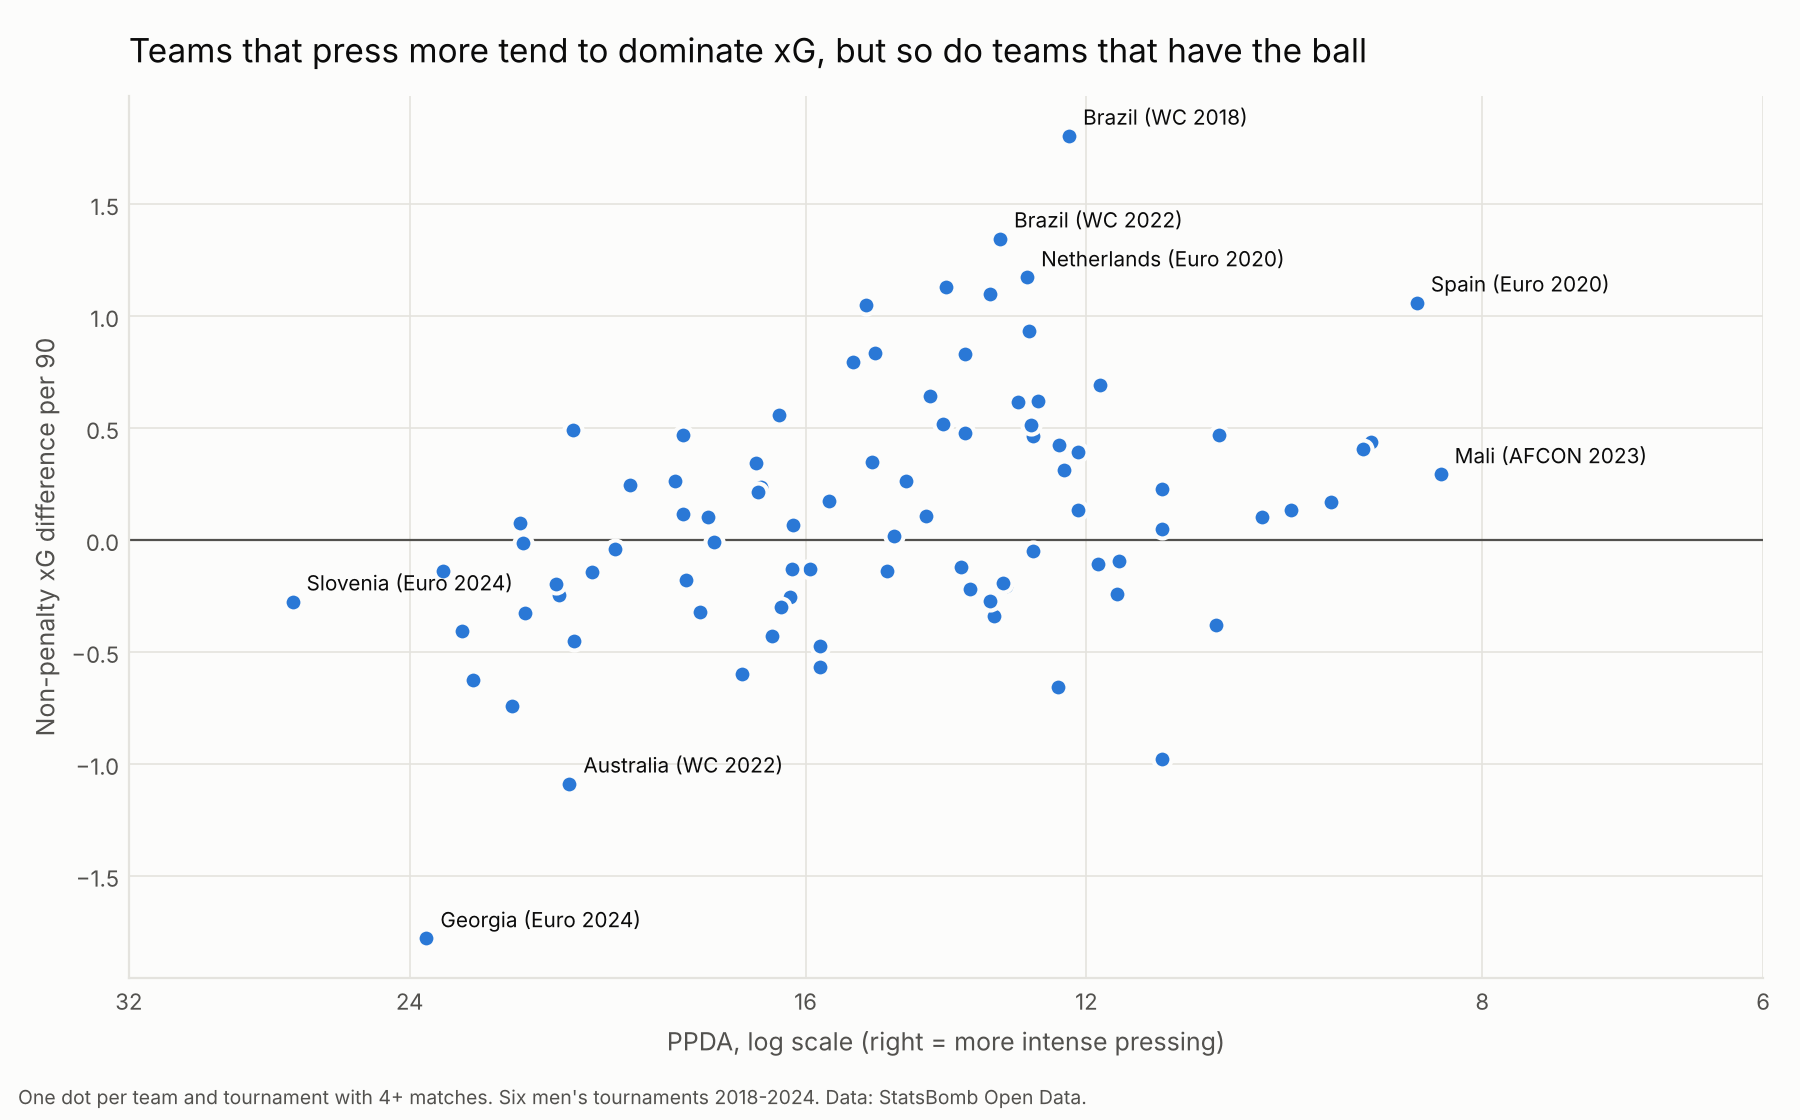 Teams that press more tend to dominate xG, but so do teams that have the ball
Brazil (WC 2018)
1.5
Brazil (WC 2022)
Netherlands (Euro 2020)
Spain (Euro 2020)
1.0
0.5
Mali (AFCON 2023)
Non-penalty xG difference per 90
0.0
Slovenia (Euro 2024)
−0.5
−1.0
Australia (WC 2022)
−1.5
Georgia (Euro 2024)
32
24
16
12
8
6
PPDA, log scale (right = more intense pressing)
One dot per team and tournament with 4+ matches. Six men's tournaments 2018-2024. Data: StatsBomb Open Data.